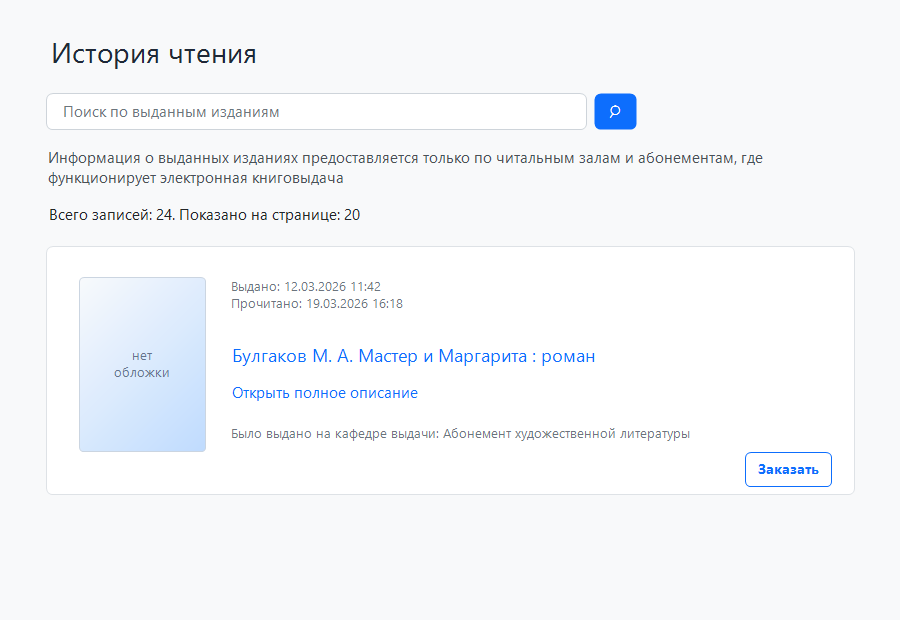 История чтения
Поиск по выданным изданиям
Информация о выданных изданиях предоставляется только по читальным залам и абонементам, где
функционирует электронная книговыдача
Всего записей: 24. Показано на странице: 20
нет
обложки
Выдано: 12.03.2026 11:42
Прочитано: 19.03.2026 16:18
Булгаков М. А. Мастер и Маргарита : роман
Открыть полное описание
Было выдано на кафедре выдачи: Абонемент художественной литературы
Заказать